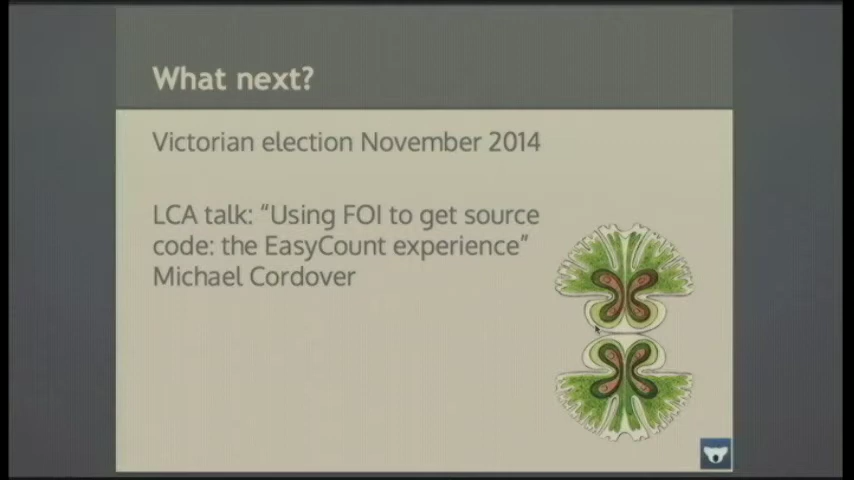 What next?
Victorian election November 2014
LCA talk: “Using FOI to get source
code: the EasyCount experience”
Michael Cordover